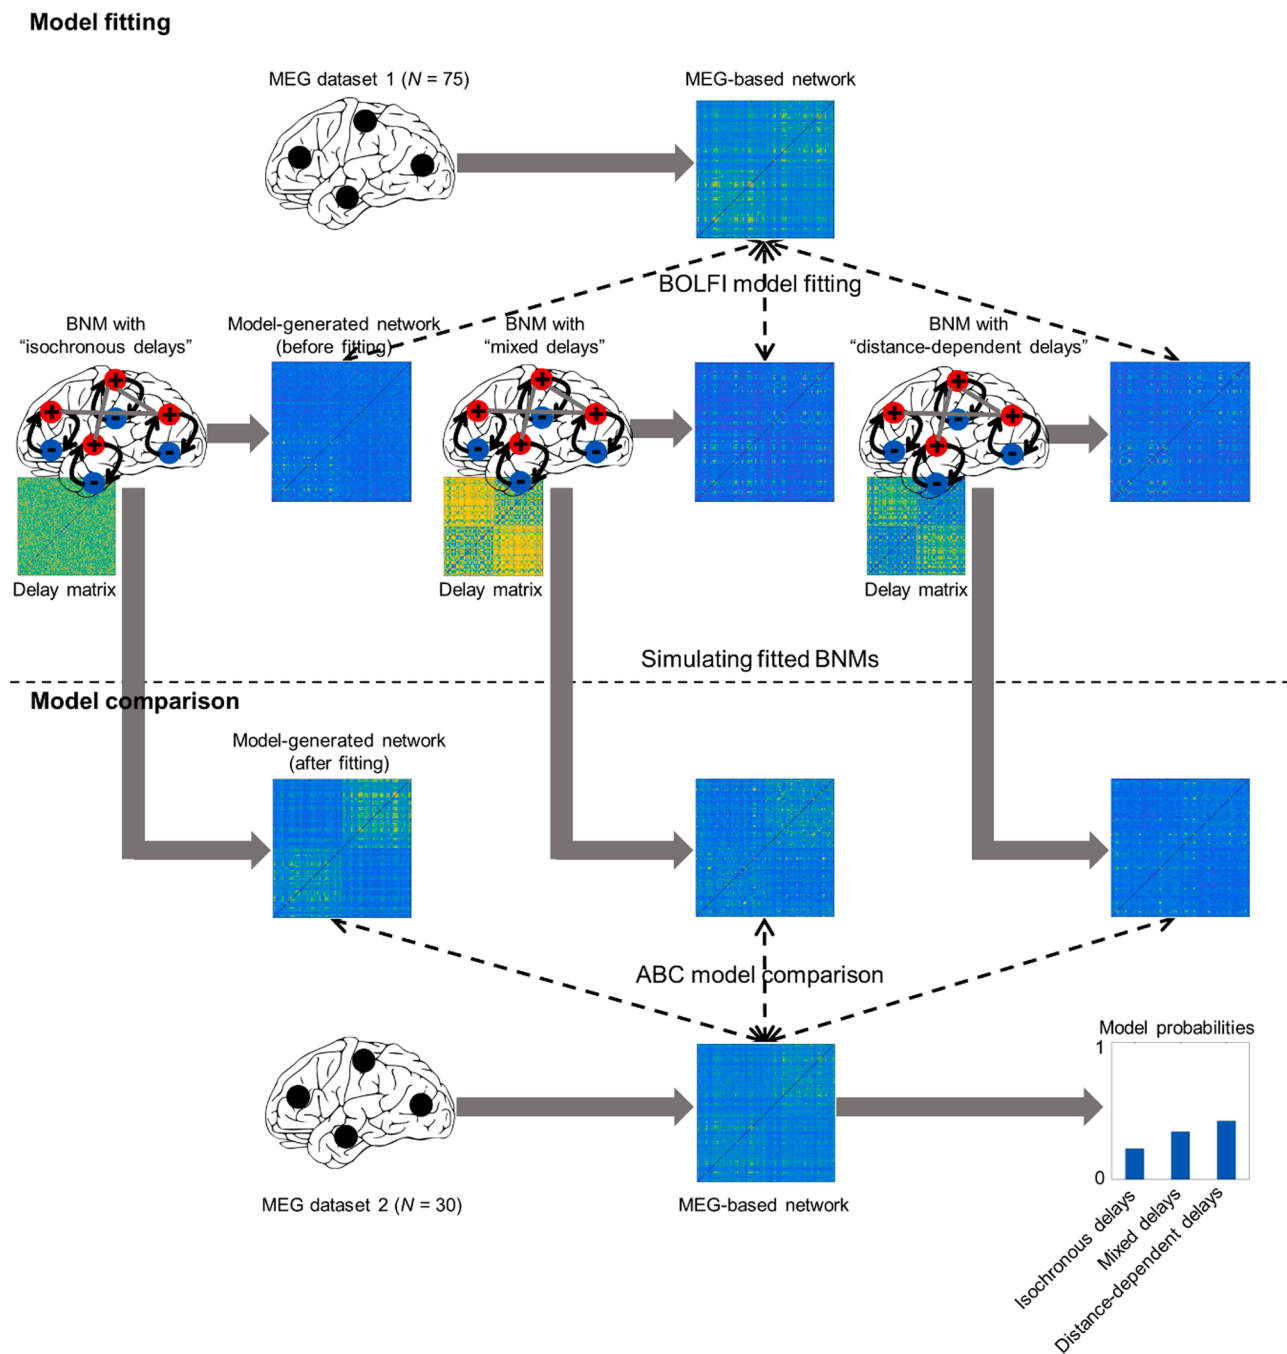 Model fitting
MEG dataset 1 (N = 75)
MEG-based network
BOLFI model fitting
BNM with
“isochronous delays”
Model-generated network
(before fitting)
BNM with
“mixed delays”
BNM with
“distance-dependent delays”
+
+
+
+
-
-
-
-
+
+
+
+
-
-
-
-
+
+
+
+
-
-
-
-
Delay matrix
Delay matrix
Delay matrix
Simulating fitted BNMs
Model comparison
Model-generated network
(after fitting)
ABC model comparison
MEG dataset 2 (N = 30)
MEG-based network
Model probabilities
1
0
Isochronous delays
Mixed delays
Distance-dependent delays